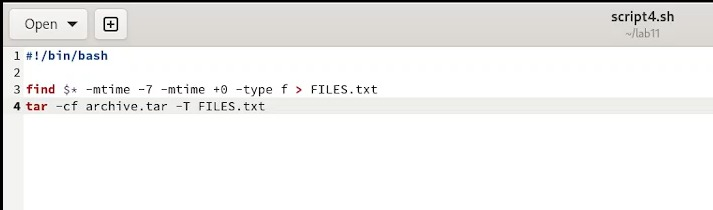 Open
script4.sh
~/lab11
1 #!/bin/bash
2
3 find $* -mtime -7 -mtime +0 -type f > FILES.txt
4 tar -cf archive.tar -T FILES.txt